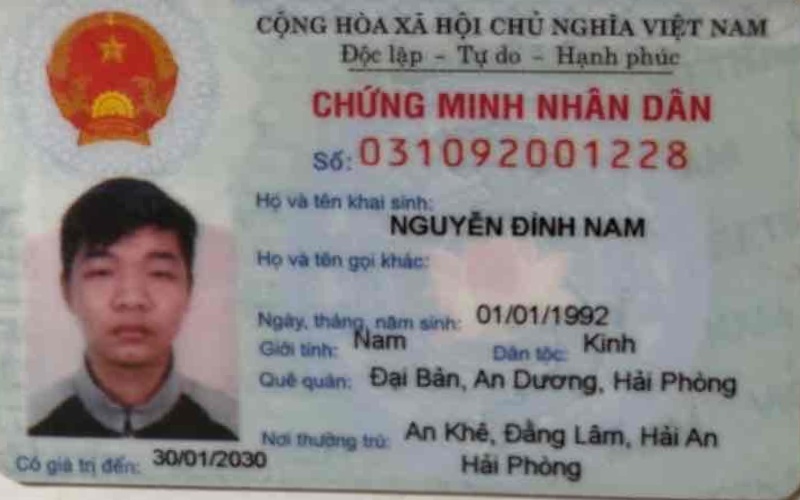 CỘNG HÒA XÃ HỘI CHỦ NGHĨA VIỆT NAM
Độc lập – Tự do – Hạnh phúc
CHỨNG MINH NHÂN DÂN
Số: 031092001228
Họ và tên khai sinh:
NGUYỄN ĐÌNH NAM
Họ và tên gọi khác:
Ngày, tháng, năm sinh: 01/01/1992
Giới tính: Nam Dân tộc: Kinh
Quê quán: Đại Bản, An Dương, Hải Phòng
Nơi thường trú: An Khê, Đằng Lâm, Hải An
Hải Phòng
Có giá trị đến: 30/01/2030